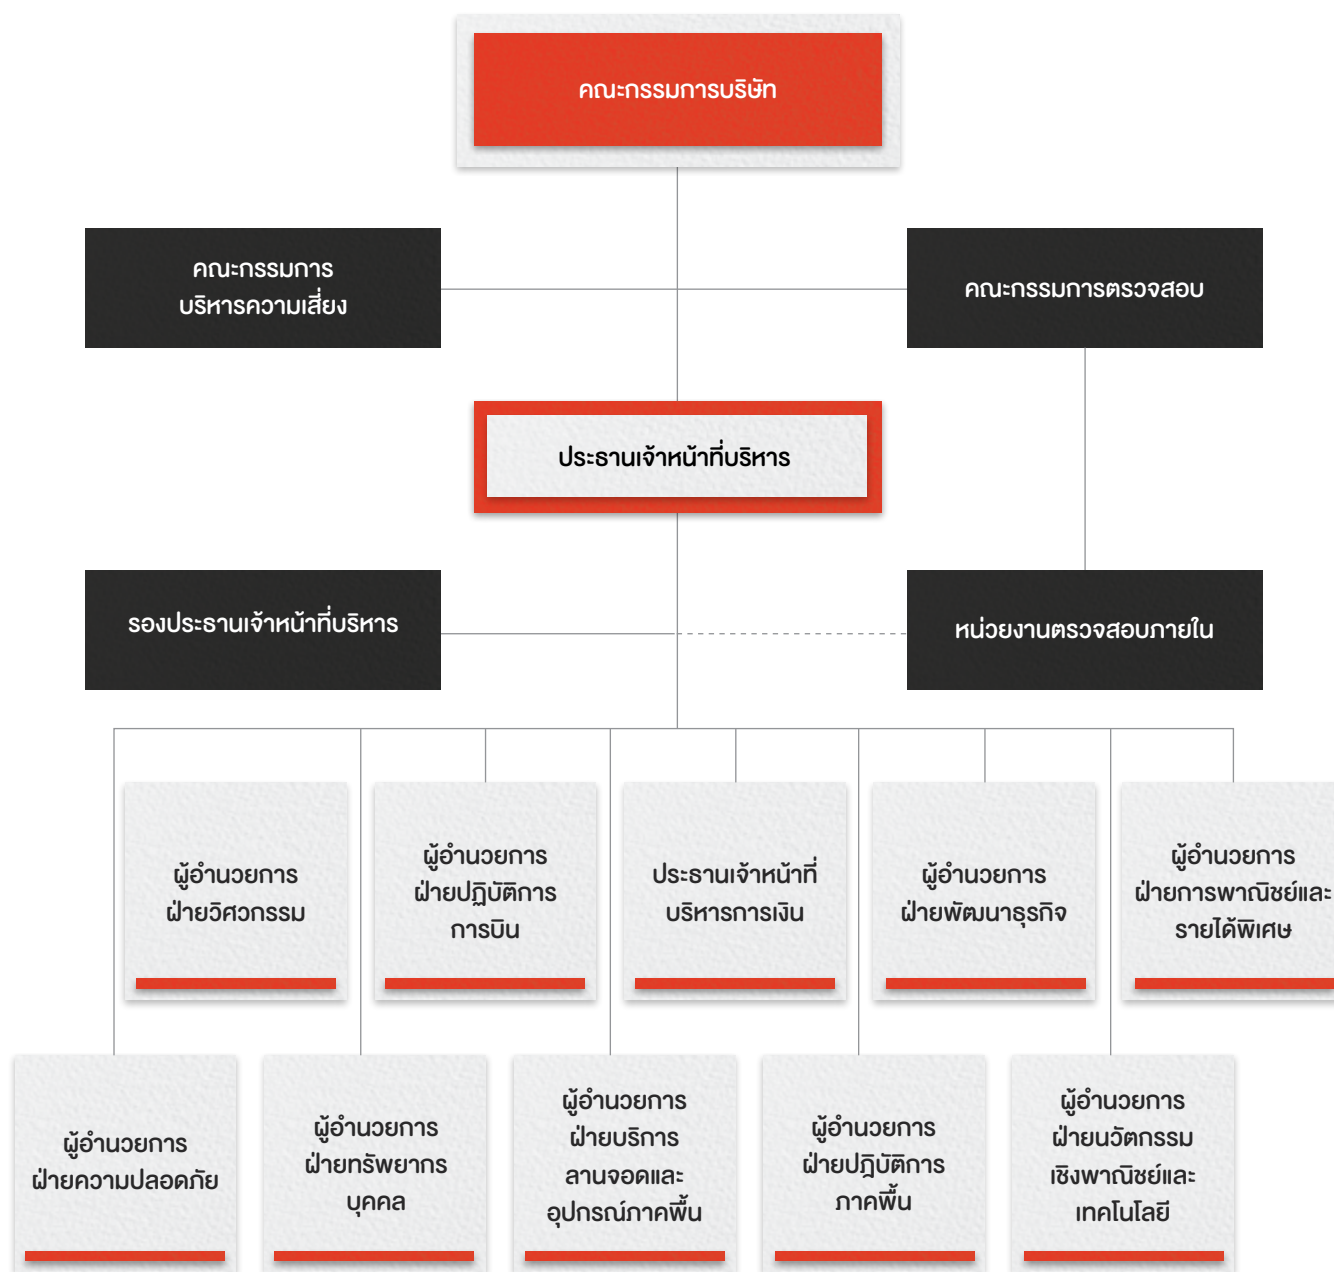 คณะกรรมการบริษัท
คณะกรรมการ
บริหารความเสี่ยง
คณะกรรมการตรวจสอบ
ประธานเจ้าหน้าที่บริหาร
รองประธานเจ้าหน้าที่บริหาร
หน่วยงานตรวจสอบภายใน
ผู้อำนวยการ
ฝ่ายวิศวกรรม
ผู้อำนวยการ
ฝ่ายปฏิบัติการ
การบิน
ประธานเจ้าหน้าที่
บริหารการเงิน
ผู้อำนวยการ
ฝ่ายพัฒนาธุรกิจ
ผู้อำนวยการ
ฝ่ายการพาณิชย์และ
รายได้พิเศษ
ผู้อำนวยการ
ฝ่ายความปลอดภัย
ผู้อำนวยการ
ฝ่ายทรัพยากร
บุคคล
ผู้อำนวยการ
ฝ่ายบริการ
ลานจอดและ
อุปกรณ์ภาคพื้น
ผู้อำนวยการ
ฝ่ายปฏิบัติการ
ภาคพื้น
ผู้อำนวยการ
ฝ่ายนวัตกรรม
เชิงพาณิชย์และ
เทคโนโลยี